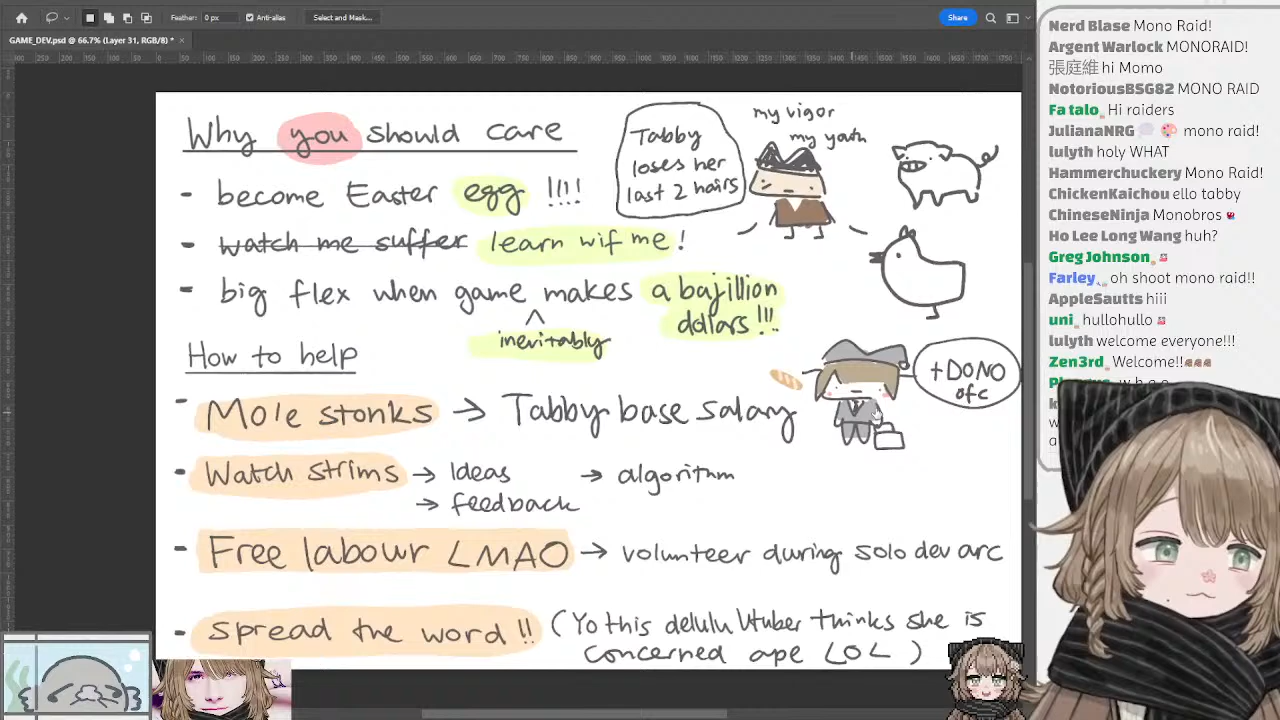 Feather: 0 px
Anti-alias
Select and Mask...
Share
GAME_DEV.psd @ 66.7% (Layer 31, RGB/8) *
Why you should care
- become Easter egg !!!!
- watch me suffer learn wif me!
- big flex when game makes a bajillion dollars!!!
^
inevitably
Tabby
loses her
last 2 hairs
my vigor
my youth
How to help
- Mole stonks → Tabby base salary
+DONO
ofc
- Watch strims → Ideas → algorithm
→ feedback
- Free labour LMAO → volunteer during solo dev arc
- spread the word!! (Yo this delulu Vtuber thinks she is
concerned ape LOL)
Nerd Blase Mono Raid!
Argent Warlock MONORAID!
張庭維 hi Momo
NotoriousBSG82 MONO RAID
Fa talo Hi raiders
JulianaNRG mono raid!
lulyth holy WHAT
Hammerchuckery Mono Raid!
ChickenKaichou ello tabby
ChineseNinja Monobros
Ho Lee Long Wang huh?
Greg Johnson
Farley oh shoot mono raid!!
AppleSautts hiii
uni hullohullo
lulyth welcome everyone!!!
Zen3rd Welcome!!